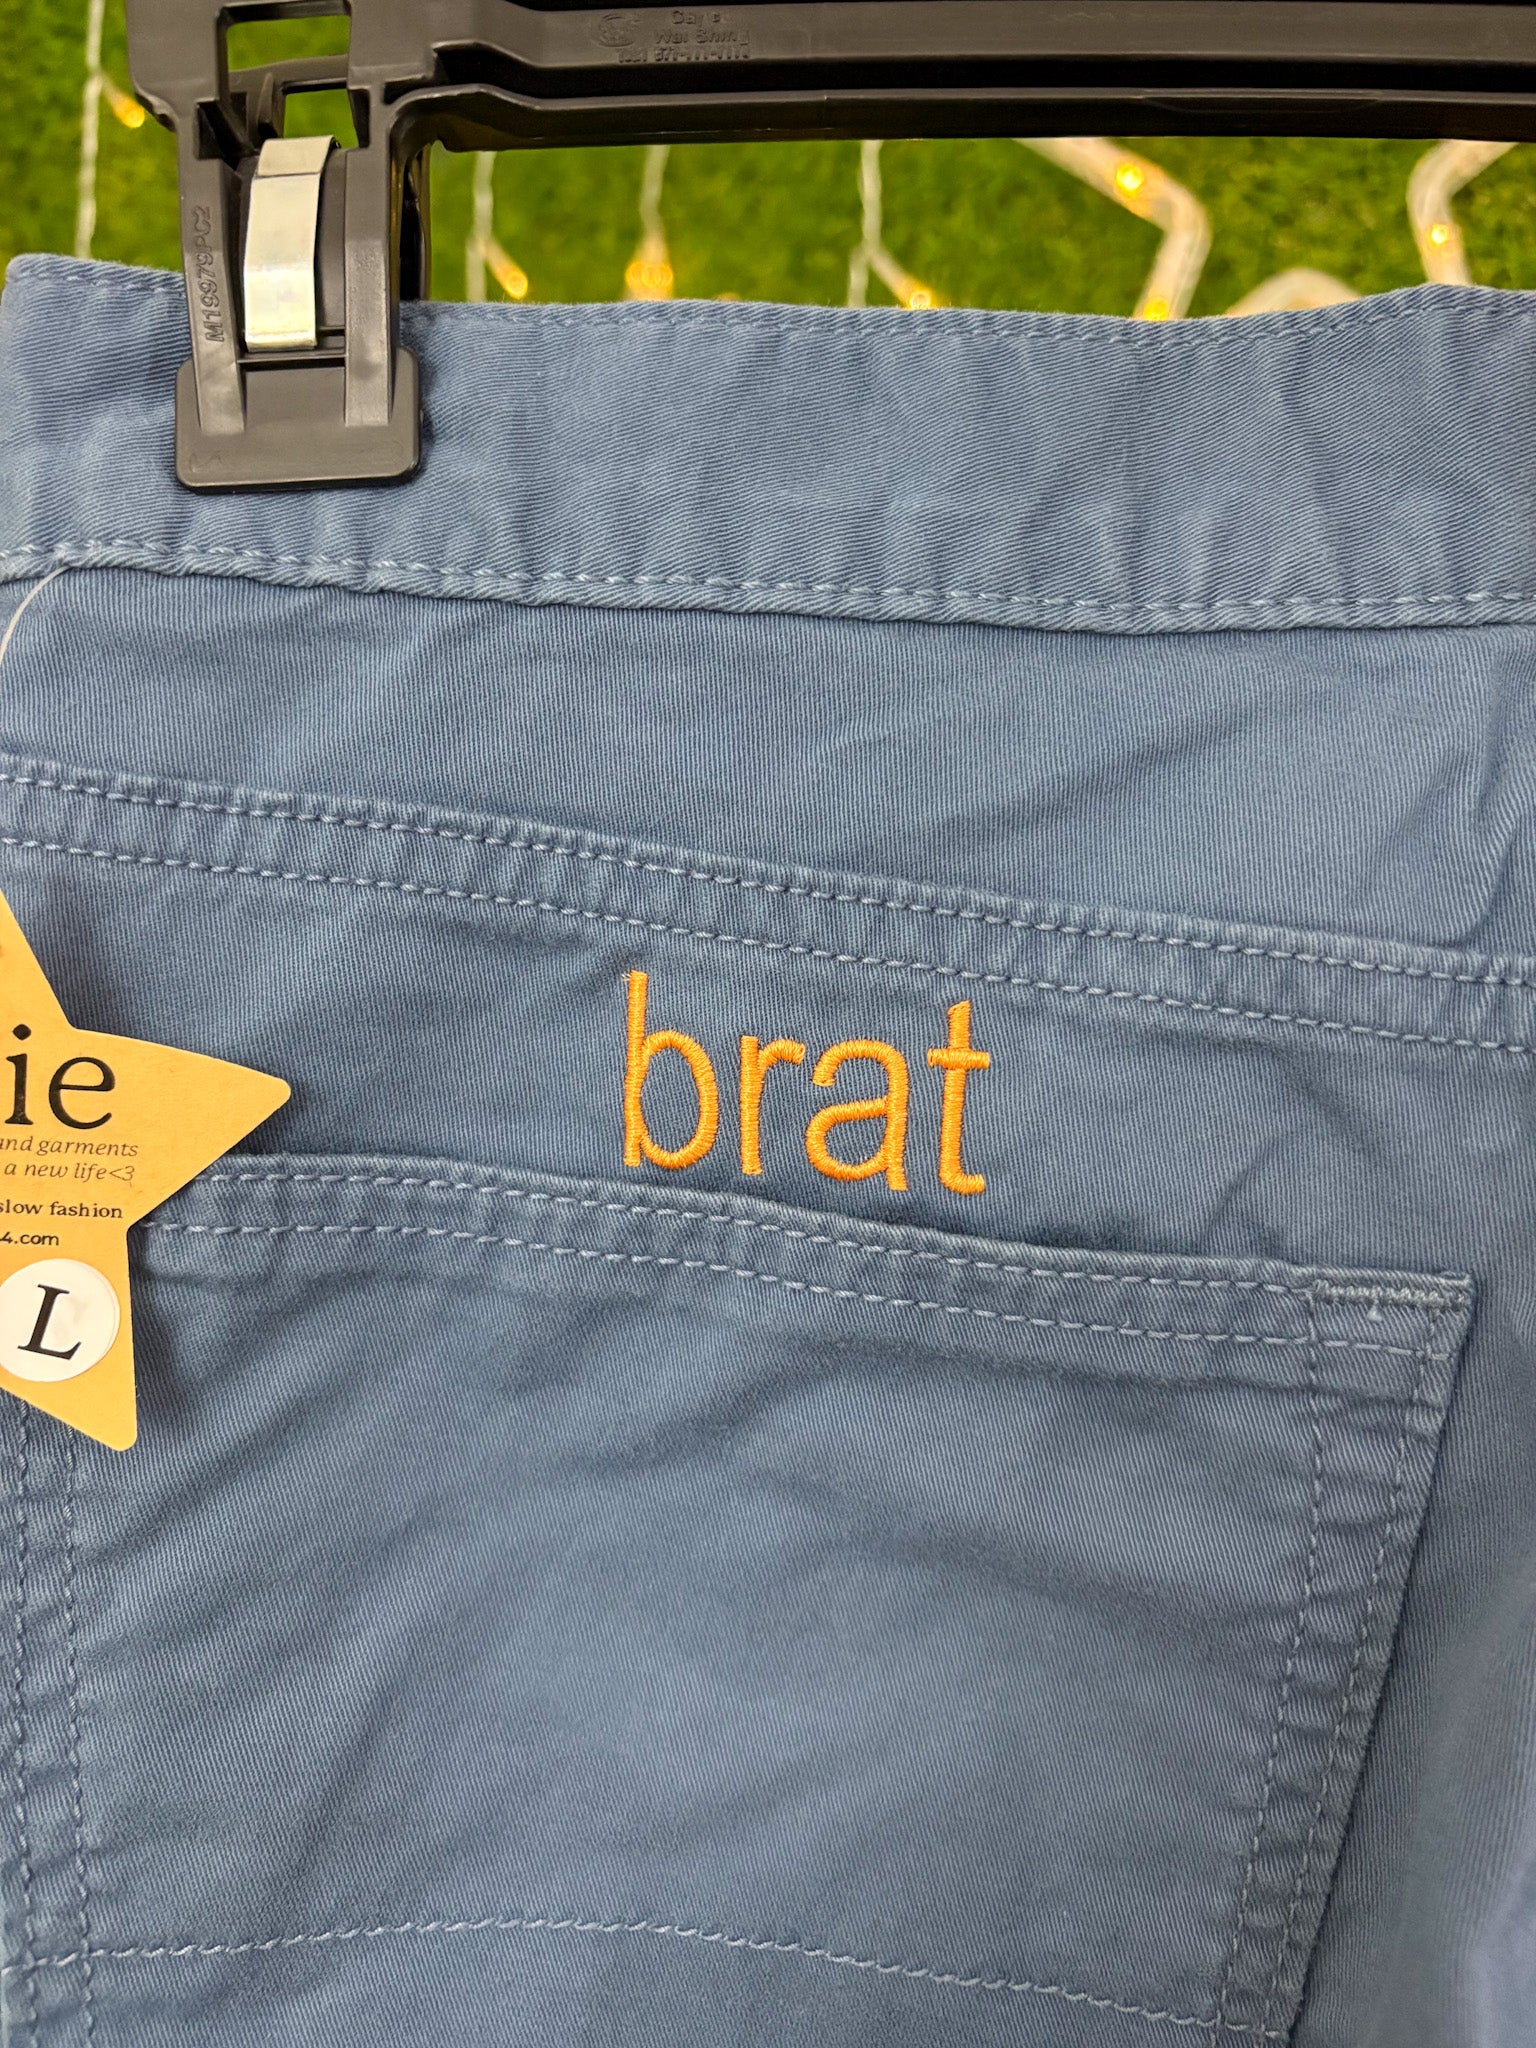 M19979PC2
brat
ie
and garments
a new life<3
slow fashion
4.com
L